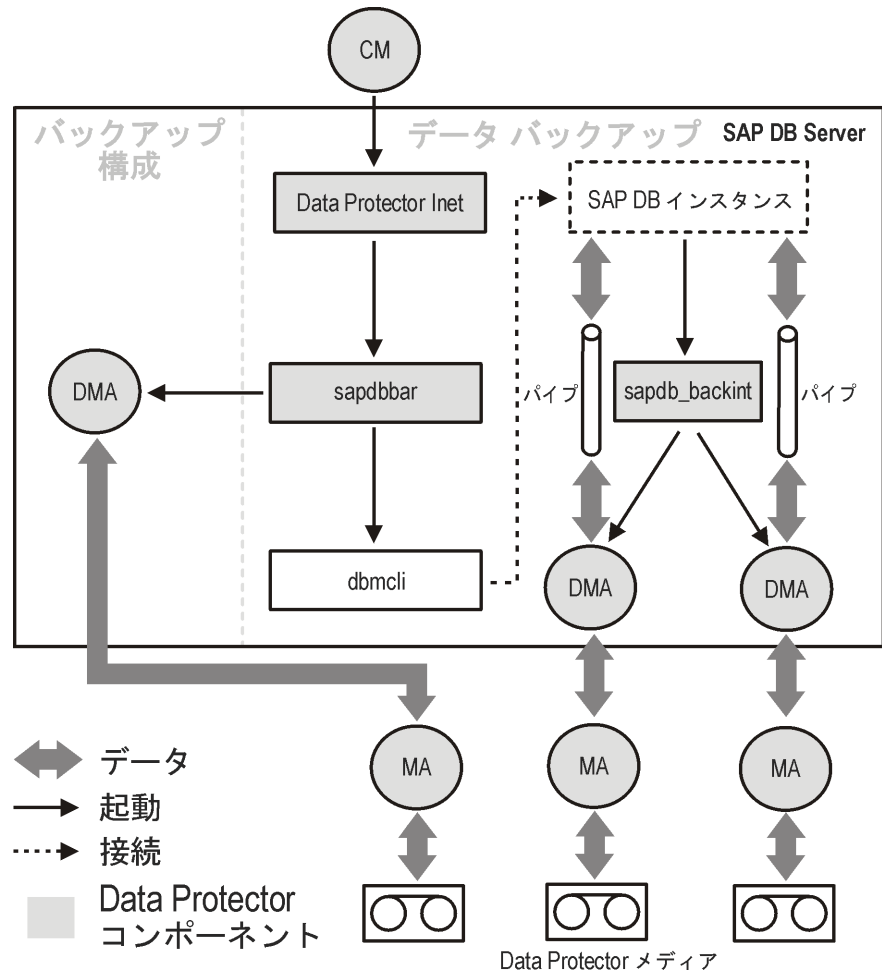 CM
バックアップ
構成
データ バックアップ
SAP DB Server
Data Protector Inet
SAP DB インスタンス
DMA
sapdbbar
パイプ
sapdb_backint
パイプ
dbmcli
DMA
DMA
MA
MA
MA
データ
起動
接続
Data Protector
コンポーネント
Data Protector メディア